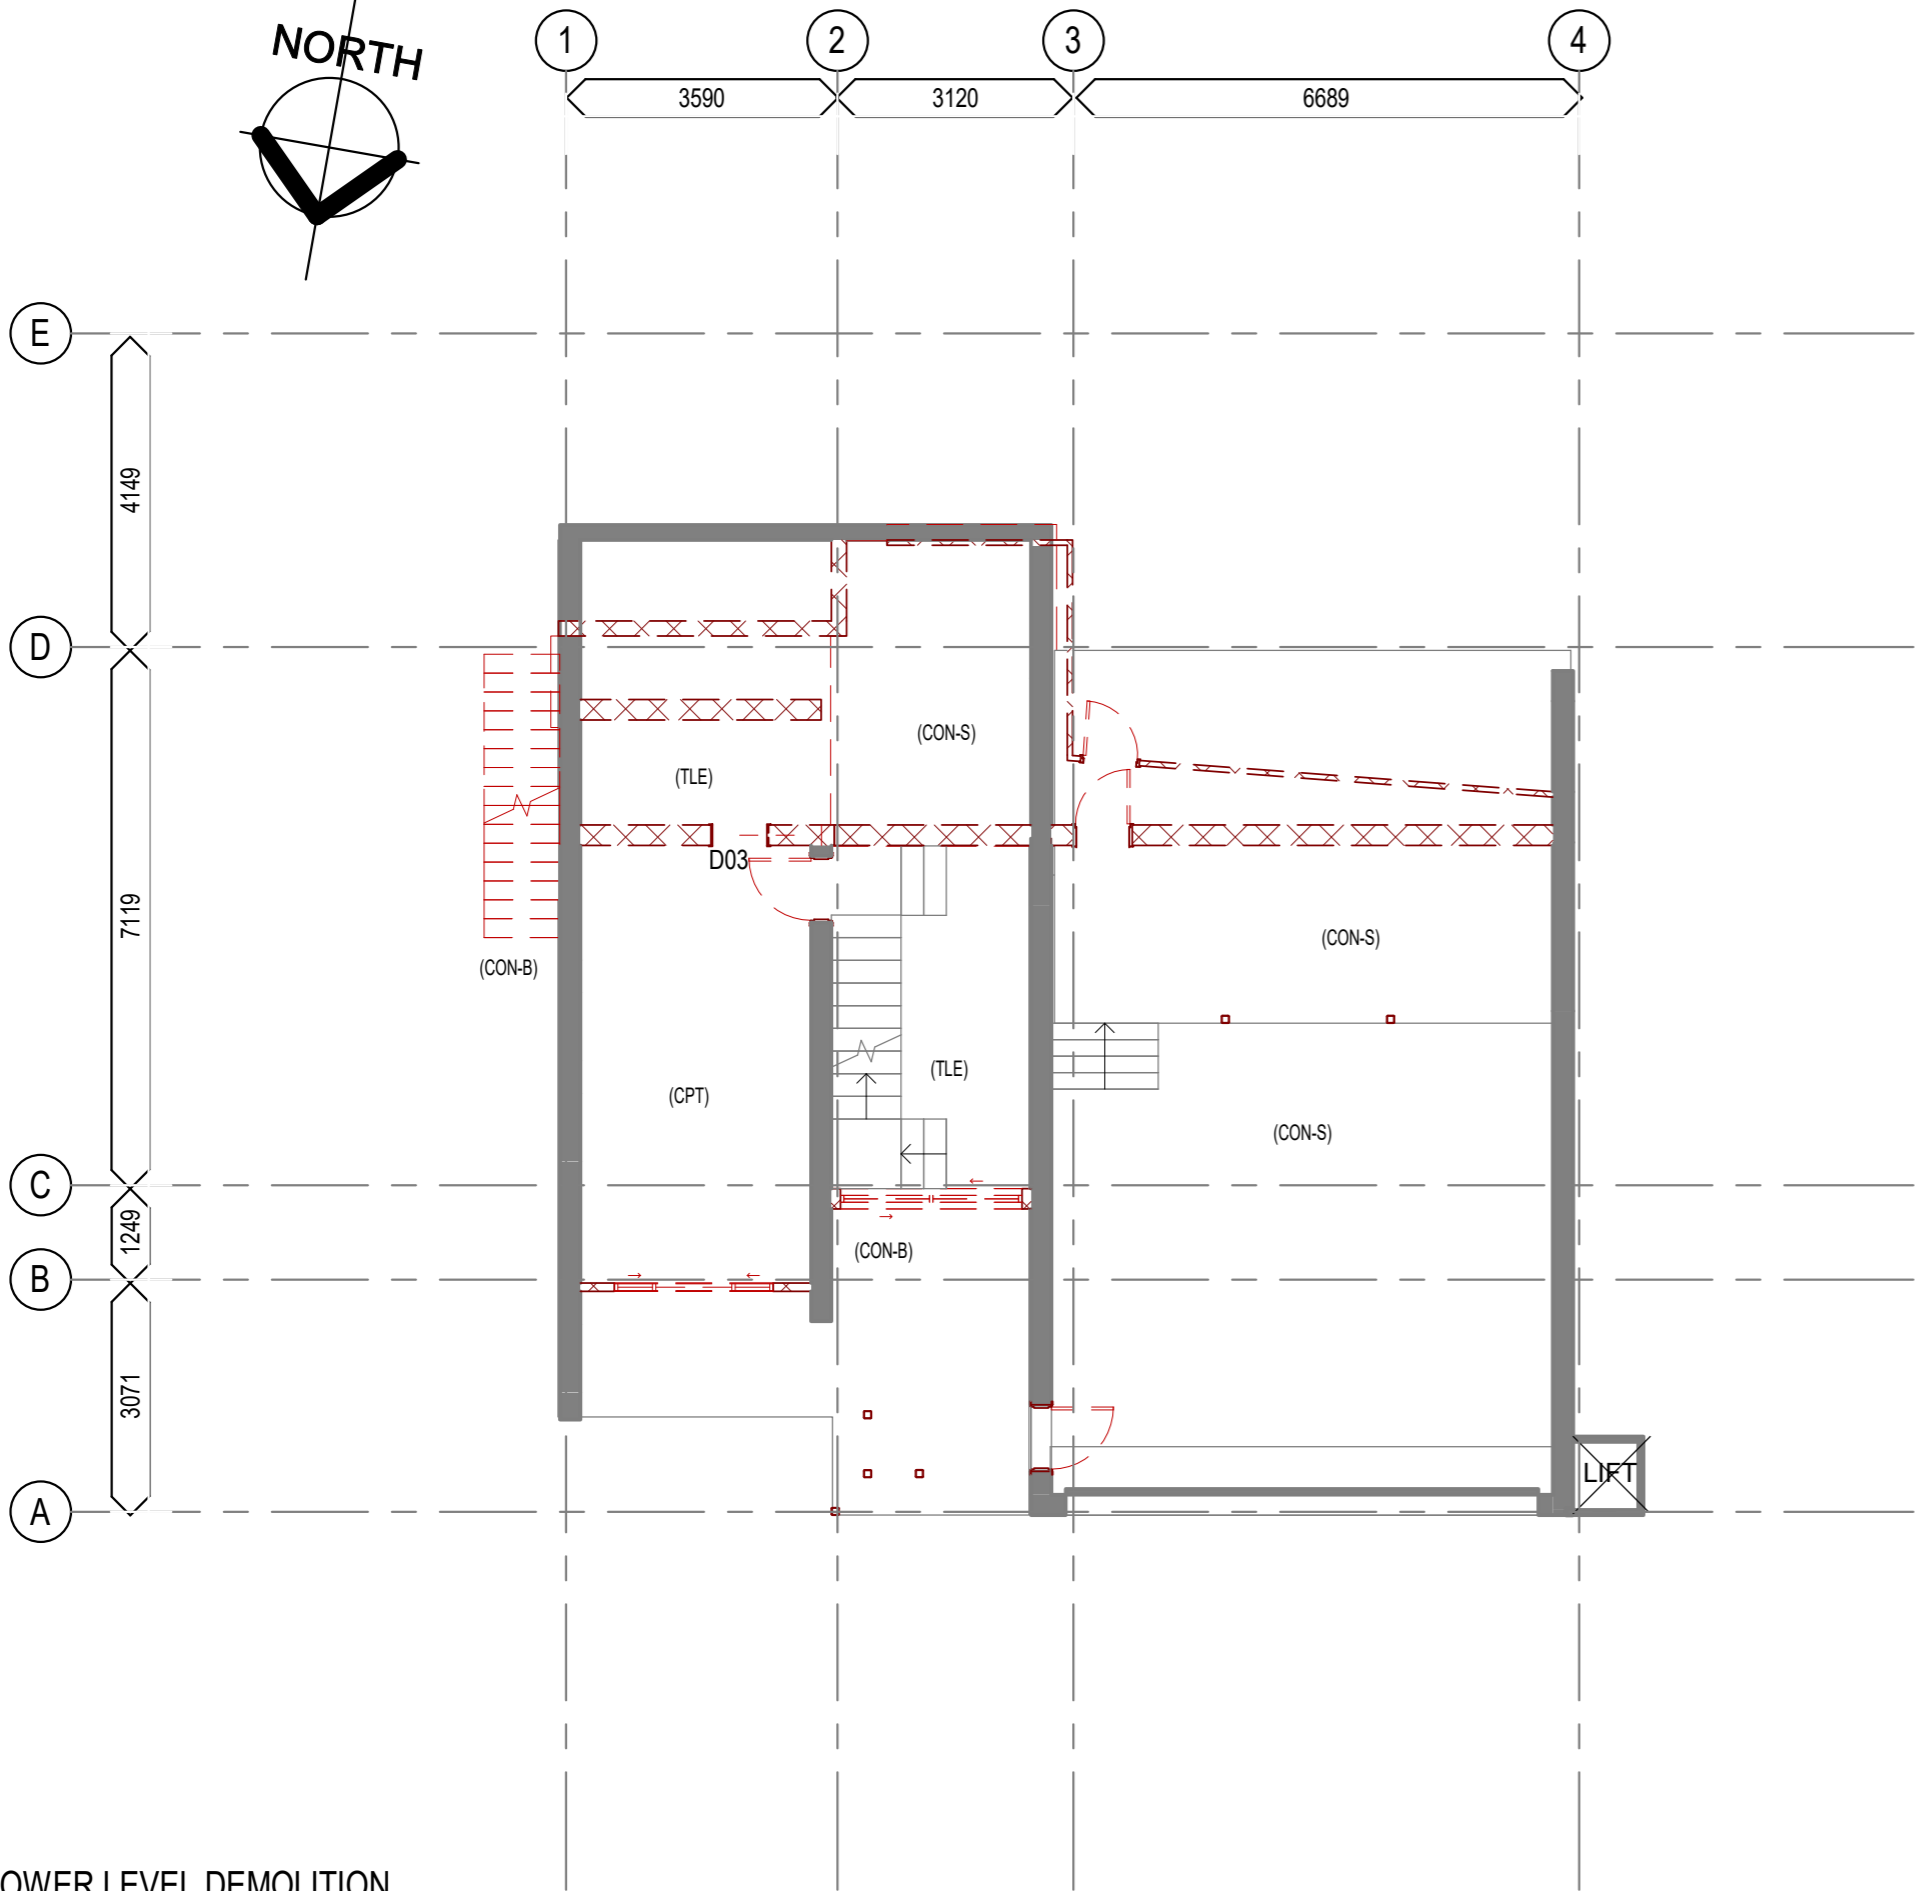 NORTH
1
2
3
4
3590
3120
6689
E
4149
D
(CON-S)
(TLE)
D03
7119
(CON-S)
(CON-B)
(TLE)
(CPT)
(CON-S)
C
1249
(CON-B)
B
3071
LIFT
A
OWER LEVEL DEMOLITION